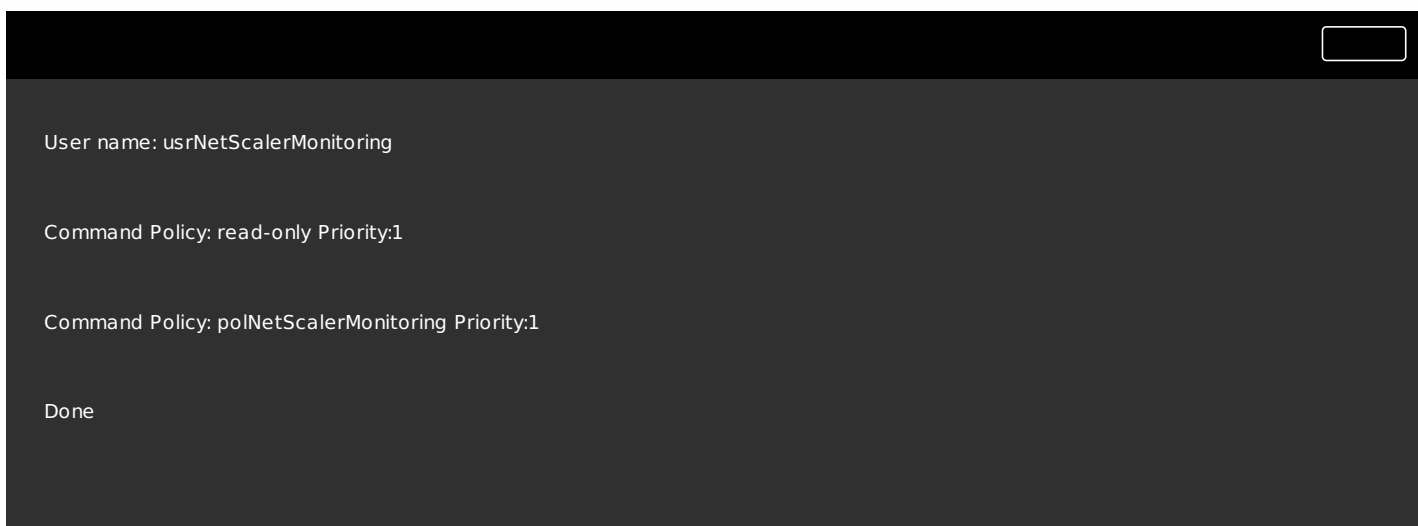 User name: usrNetScalerMonitoring
Command Policy: read-only Priority:1
Command Policy: polNetScalerMonitoring Priority:1
Done